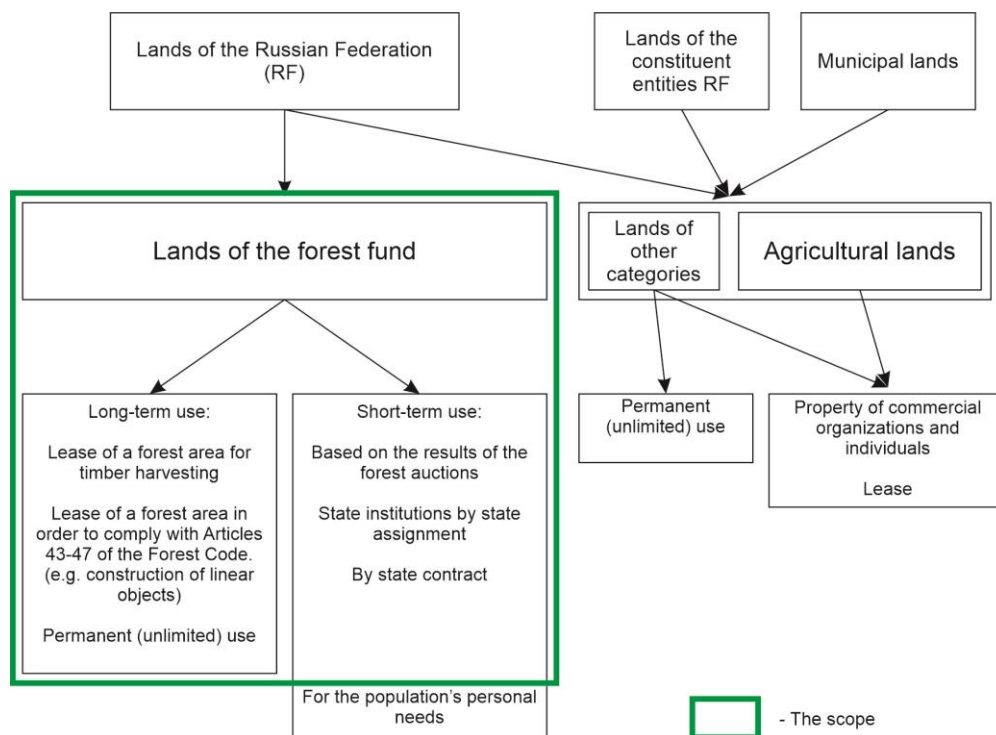 Lands of the Russian Federation
(RF)
Lands of the
constituent
entities RF
Municipal lands
Lands of the forest fund
Lands of
other
categories
Agricultural lands
Long-term use:
Lease of a forest area for
timber harvesting
Lease of a forest area in
order to comply with Articles
43-47 of the Forest Code.
(e.g. construction of linear
objects)
Permanent (unlimited) use
Short-term use:
Based on the results of the
forest auctions
State institutions by state
assignment
By state contract
For the population's personal
needs
Permanent
(unlimited) use
Property of commercial
organizations and
individuals
Lease
- The scope